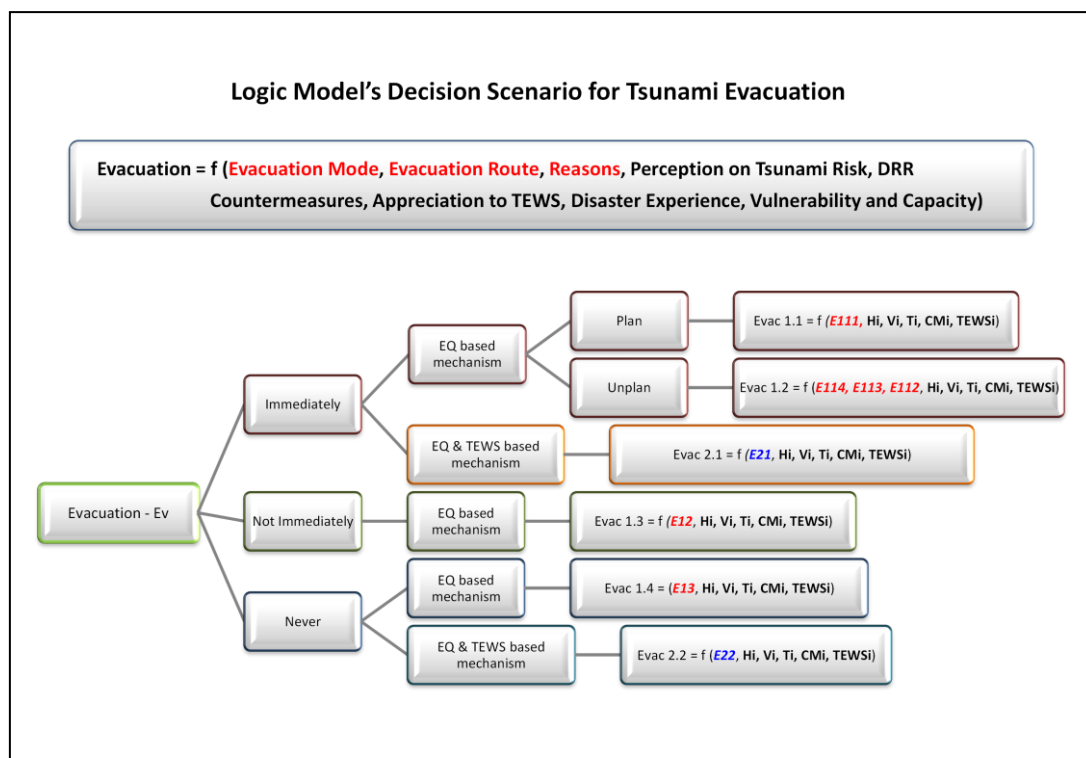 Logic Model's Decision Scenario for Tsunami Evacuation
Evacuation = f (Evacuation Mode, Evacuation Route, Reasons, Perception on Tsunami Risk, DRR
Countermeasures, Appreciation to TEWS, Disaster Experience, Vulnerability and Capacity)
Plan
Evac 1.1 = f (E111, Hi, Vi, Ti, CMi, TEWSi)
EQ based
mechanism
Unplan
Evac 1.2 = f (E114, E113, E112, Hi, Vi, Ti, CMi, TEWSi)
Immediately
EQ & TEWS based
mechanism
Evac 2.1 = f (E21, Hi, Vi, Ti, CMi, TEWSi)
Evacuation - Ev
Not Immediately
EQ based
mechanism
Evac 1.3 = f (E12, Hi, Vi, Ti, CMi, TEWSi)
EQ based
mechanism
Evac 1.4 = (E13, Hi, Vi, Ti, CMi, TEWSi)
Never
EQ & TEWS based
mechanism
Evac 2.2 = f (E22, Hi, Vi, Ti, CMi, TEWSi)